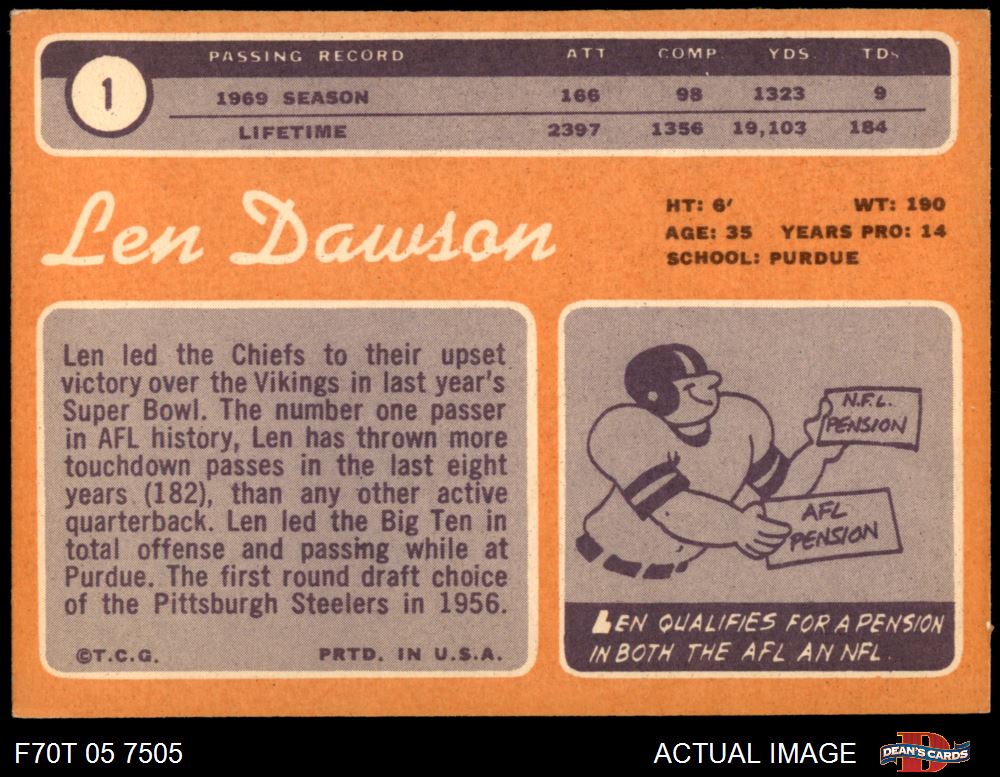 1
PASSING RECORD ATT COMP. YDS. TDs
1969 SEASON 166 98 1323 9
LIFETIME 2397 1356 19,103 184
Len Dawson
HT: 6' WT: 190
AGE: 35 YEARS PRO: 14
SCHOOL: PURDUE
Len led the Chiefs to their upset
victory over the Vikings in last year's
Super Bowl. The number one passer
in AFL history, Len has thrown more
touchdown passes in the last eight
years (182), than any other active
quarterback. Len led the Big Ten in
total offense and passing while at
Purdue. The first round draft choice
of the Pittsburgh Steelers in 1956.
©T.C.G. PRTD. IN U.S.A.
N.F.L.
PENSION
AFL
PENSION
LEN QUALIFIES FOR A PENSION
IN BOTH THE AFL AN NFL.
F70T 05 7505
ACTUAL IMAGE
DEAN'S CARDS